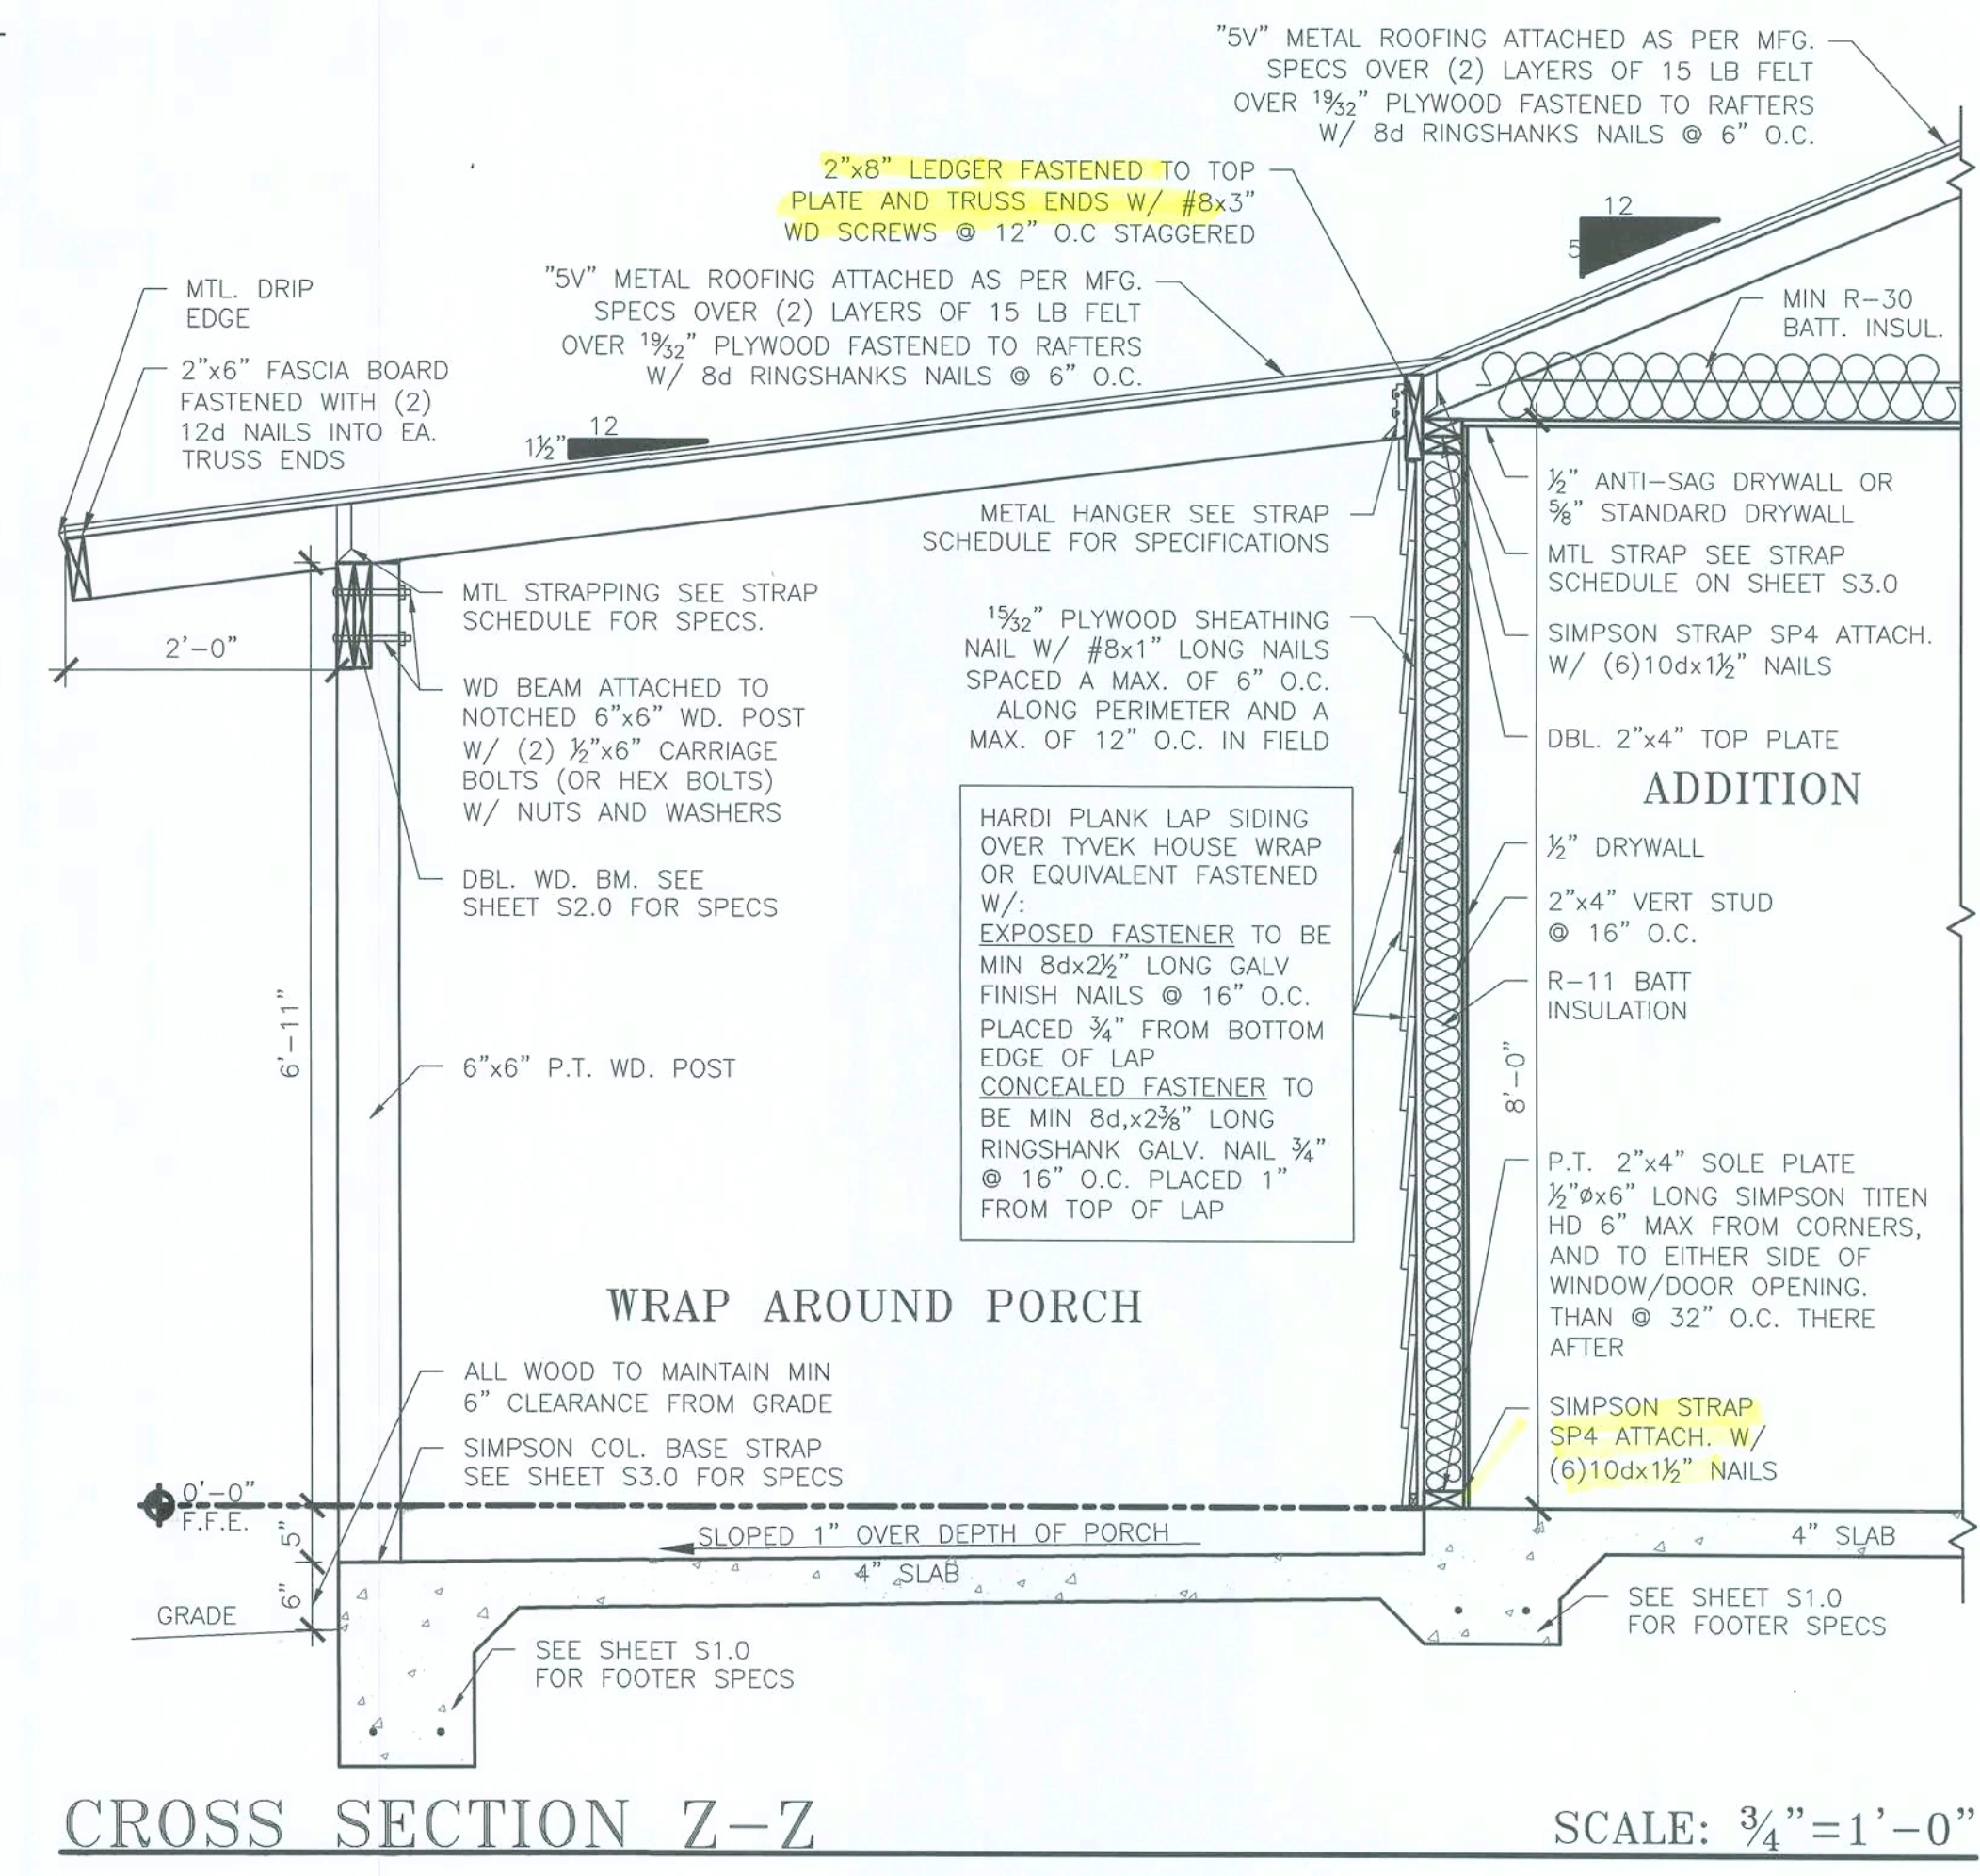 "5V" METAL ROOFING ATTACHED AS PER MFG.
SPECS OVER (2) LAYERS OF 15 LB FELT
OVER 19/32" PLYWOOD FASTENED TO RAFTERS
W/ 8d RINGSHANKS NAILS @ 6" O.C.
2"x8" LEDGER FASTENED TO TOP
PLATE AND TRUSS ENDS W/ #8x3"
WD SCREWS @ 12" O.C STAGGERED
12
5
MTL. DRIP
EDGE
"5V" METAL ROOFING ATTACHED AS PER MFG.
SPECS OVER (2) LAYERS OF 15 LB FELT
OVER 19/32" PLYWOOD FASTENED TO RAFTERS
W/ 8d RINGSHANKS NAILS @ 6" O.C.
MIN R-30
BATT. INSUL.
2"x6" FASCIA BOARD
FASTENED WITH (2)
12d NAILS INTO EA.
TRUSS ENDS
12
1½"
METAL HANGER SEE STRAP
SCHEDULE FOR SPECIFICATIONS
½" ANTI-SAG DRYWALL OR
⅝" STANDARD DRYWALL
MTL STRAP SEE STRAP
SCHEDULE ON SHEET S3.0
SIMPSON STRAP SP4 ATTACH.
W/ (6)10dx1½" NAILS
DBL. 2"x4" TOP PLATE
ADDITION
MTL STRAPPING SEE STRAP
SCHEDULE FOR SPECS.
2'-0"
WD BEAM ATTACHED TO
NOTCHED 6"x6" WD. POST
W/ (2) ½"x6" CARRIAGE
BOLTS (OR HEX BOLTS)
W/ NUTS AND WASHERS
DBL. WD. BM. SEE
SHEET S2.0 FOR SPECS
15/32" PLYWOOD SHEATHING
NAIL W/ #8x1" LONG NAILS
SPACED A MAX. OF 6" O.C.
ALONG PERIMETER AND A
MAX. OF 12" O.C. IN FIELD
HARDI PLANK LAP SIDING
OVER TYVEK HOUSE WRAP
OR EQUIVALENT FASTENED
W/:
EXPOSED FASTENER TO BE
MIN 8dx2½" LONG GALV
FINISH NAILS @ 16" O.C.
PLACED ¾" FROM BOTTOM
EDGE OF LAP
CONCEALED FASTENER TO
BE MIN 8d,x2⅜" LONG
RINGSHANK GALV. NAIL ¾"
@ 16" O.C. PLACED 1"
FROM TOP OF LAP
½" DRYWALL
2"x4" VERT STUD
@ 16" O.C.
R-11 BATT
INSULATION
6'-11"
8'-0"
6"x6" P.T. WD. POST
P.T. 2"x4" SOLE PLATE
½"øx6" LONG SIMPSON TITEN
HD 6" MAX FROM CORNERS,
AND TO EITHER SIDE OF
WINDOW/DOOR OPENING.
THAN @ 32" O.C. THERE
AFTER
WRAP AROUND PORCH
ALL WOOD TO MAINTAIN MIN
6" CLEARANCE FROM GRADE
SIMPSON COL. BASE STRAP
SEE SHEET S3.0 FOR SPECS
SIMPSON STRAP
SP4 ATTACH. W/
(6)10dx1½" NAILS
0'-0"
F.F.E.
5"
6"
SLOPED 1" OVER DEPTH OF PORCH
4" SLAB
4" SLAB
GRADE
SEE SHEET S1.0
FOR FOOTER SPECS
SEE SHEET S1.0
FOR FOOTER SPECS
CROSS SECTION Z-Z
SCALE: ¾"=1'-0"